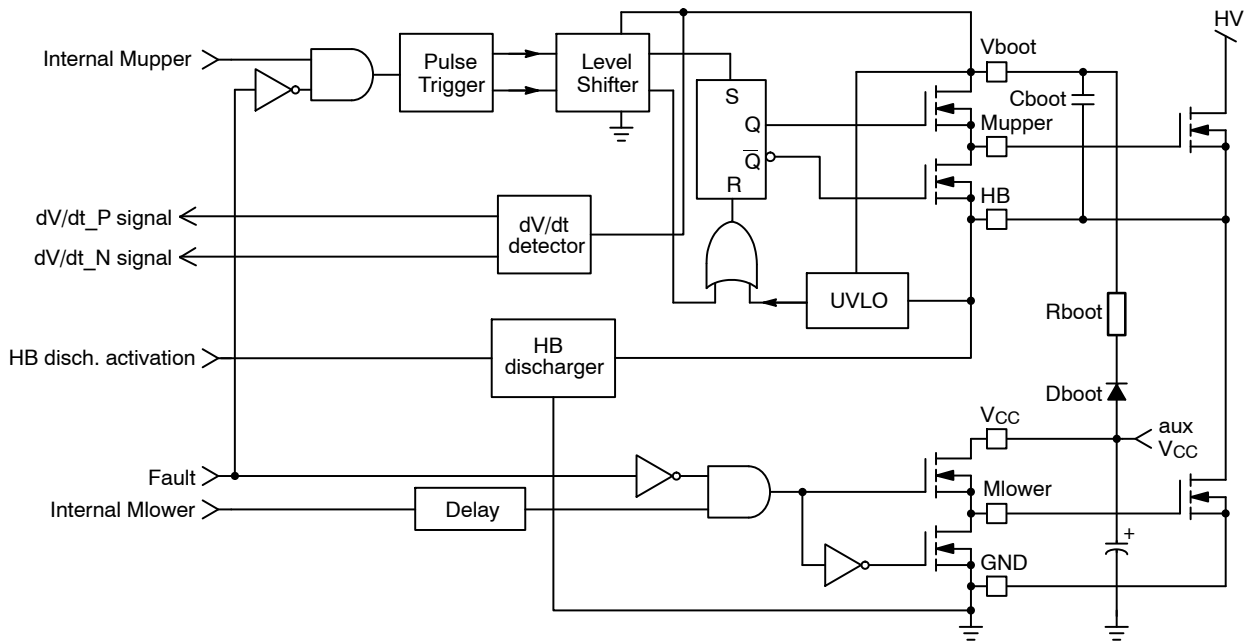 HV
Internal Mupper
Pulse
Trigger
Level
Shifter
Vboot
Cboot
Mupper
S
Q
Q̅
R
HB
dV/dt_P signal
dV/dt_N signal
dV/dt
detector
UVLO
Rboot
HB disch. activation
HB
discharger
Dboot
VCC
aux
VCC
Fault
Internal Mlower
Delay
Mlower
+
GND